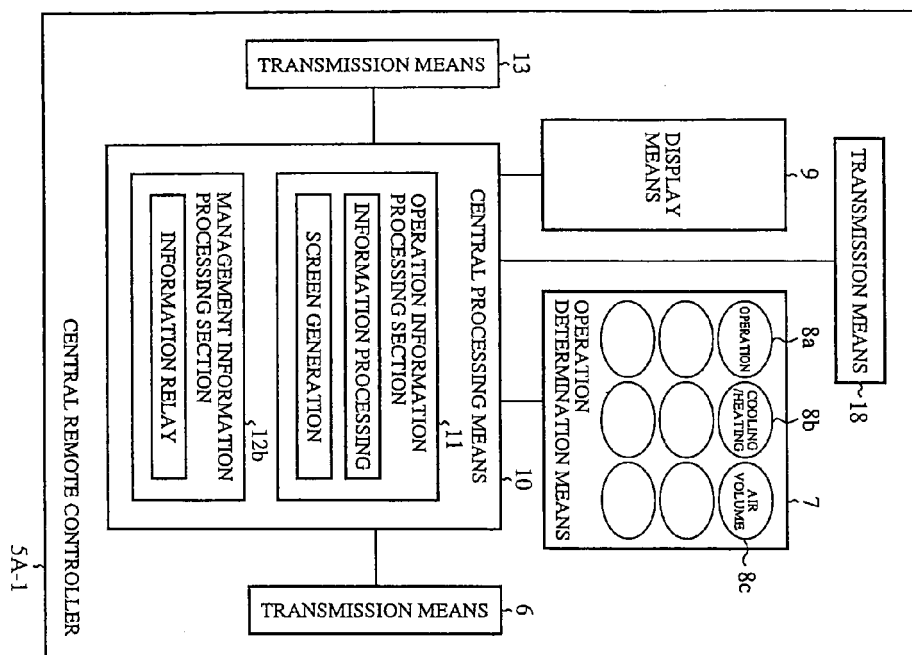 TRANSMISSION MEANS
18
DISPLAY
MEANS
9
OPERATION
8a
COOLING
/HEATING
8b
AIR
VOLUME
8c
7
OPERATION
DETERMINATION MEANS
TRANSMISSION MEANS
13
CENTRAL PROCESSING MEANS
10
OPERATION INFORMATION
PROCESSING SECTION
11
INFORMATION PROCESSING
SCREEN GENERATION
MANAGEMENT INFORMATION
PROCESSING SECTION
12b
INFORMATION RELAY
TRANSMISSION MEANS
6
CENTRAL REMOTE CONTROLLER
5A-1